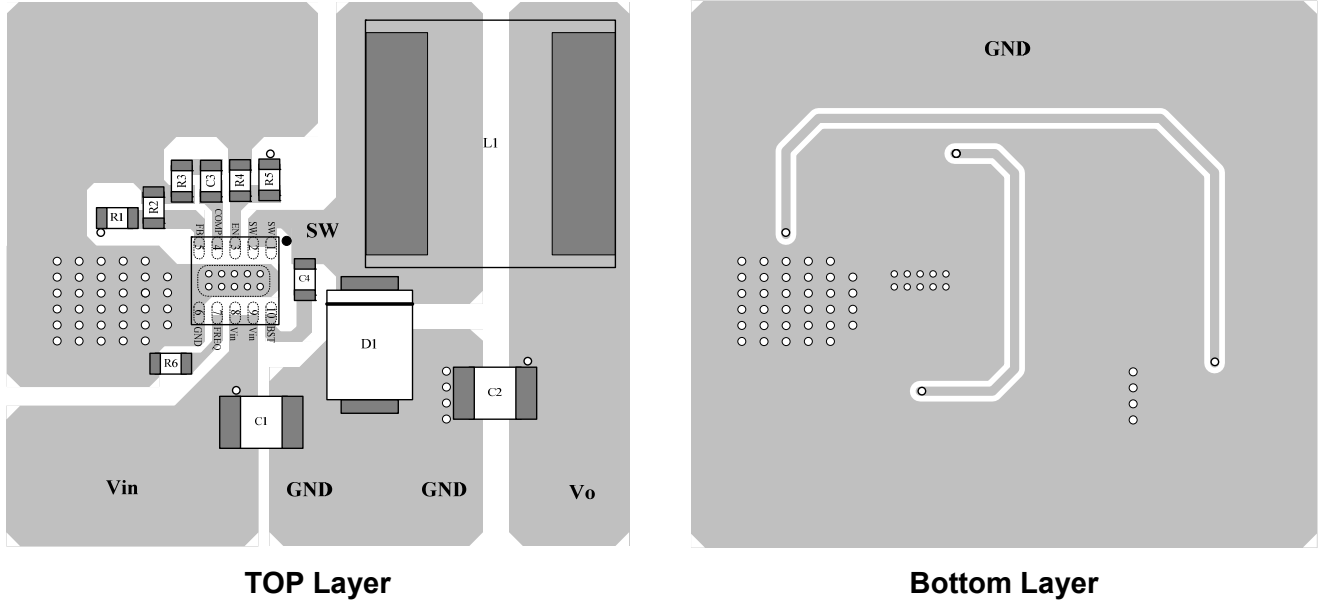 GND
L1
R3
C3
R4
R5
R2
R1
FB
COMP
EN
SW
SW
5
4
3
2
1
SW
C4
6
7
8
9
10
GND
FREQ
Vin
Vin
BST
D1
R6
C2
C1
Vin
GND
GND
Vo
TOP Layer
Bottom Layer